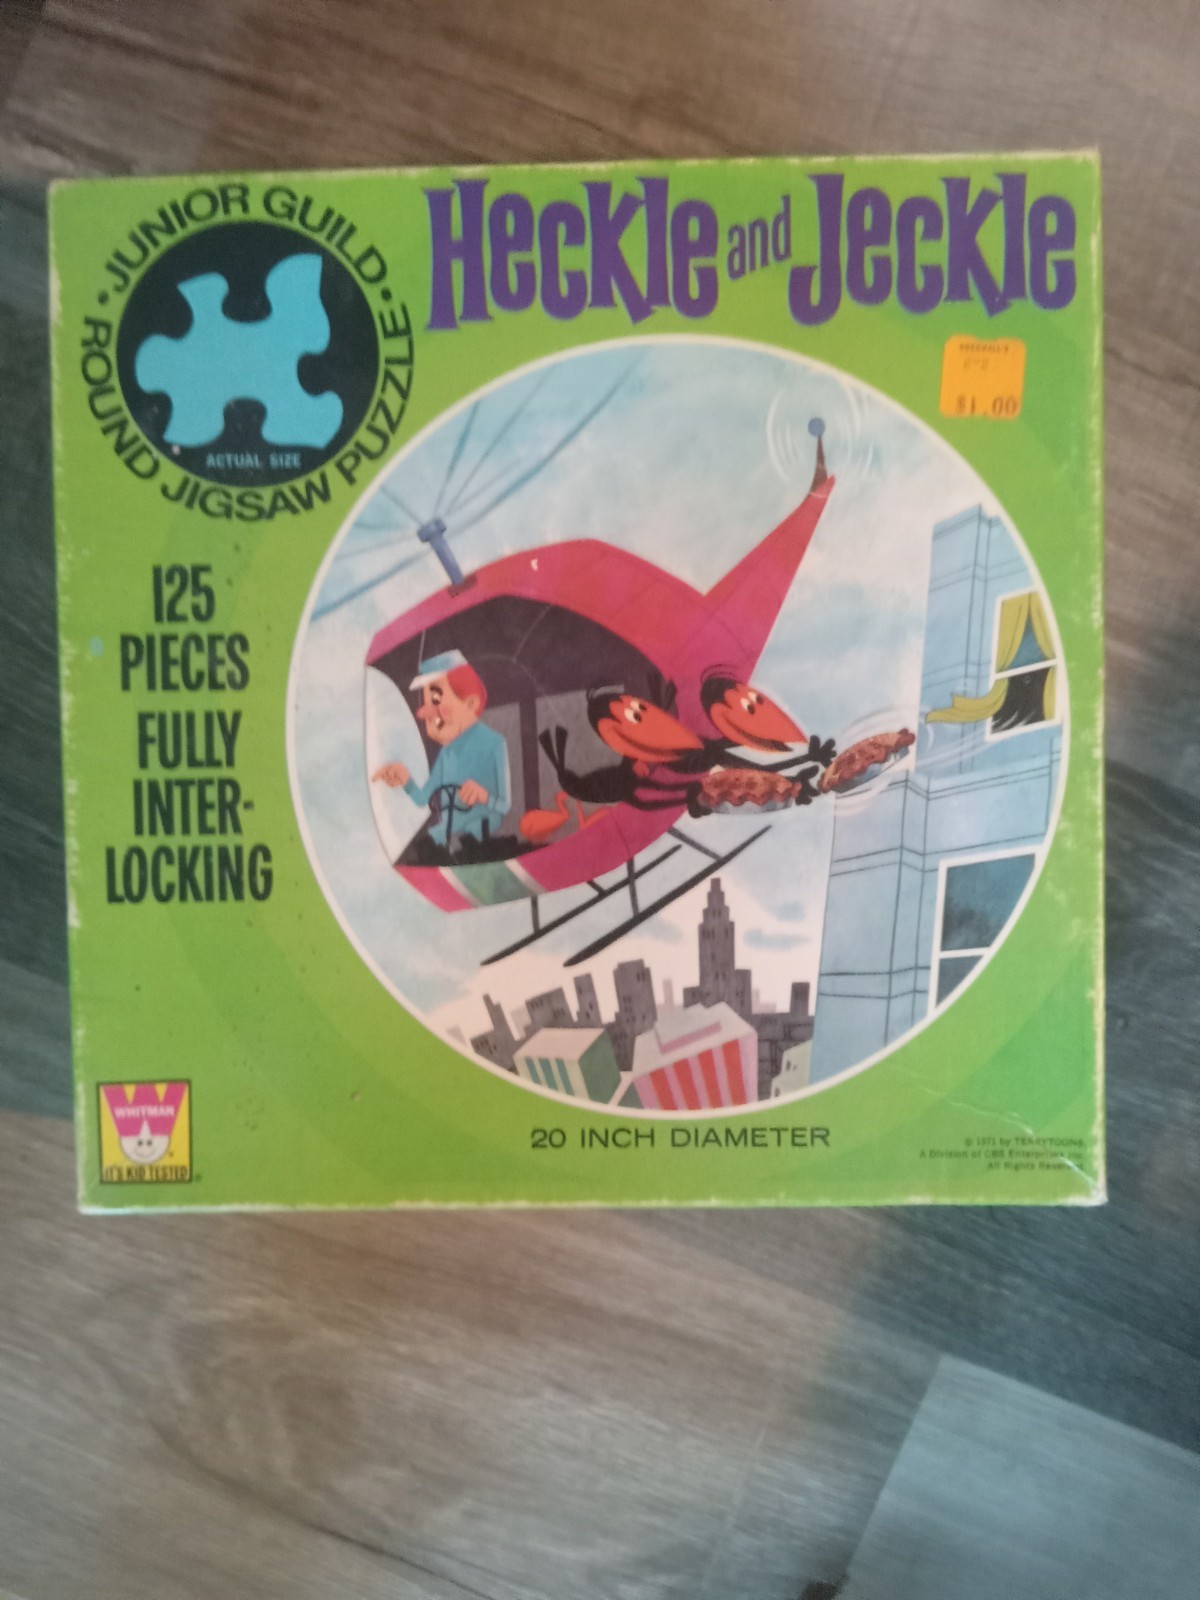 JUNIOR GUILD
ROUND JIGSAW PUZZLE
ACTUAL SIZE
Heckle and Jeckle
$1.00
125
PIECES
FULLY
INTER-
LOCKING
WHITMAN
IT'S KID TESTED
20 INCH DIAMETER
© 1971 by TERRYTOONS,
A Division of CBS Enterprises Inc.
All Rights Reserved